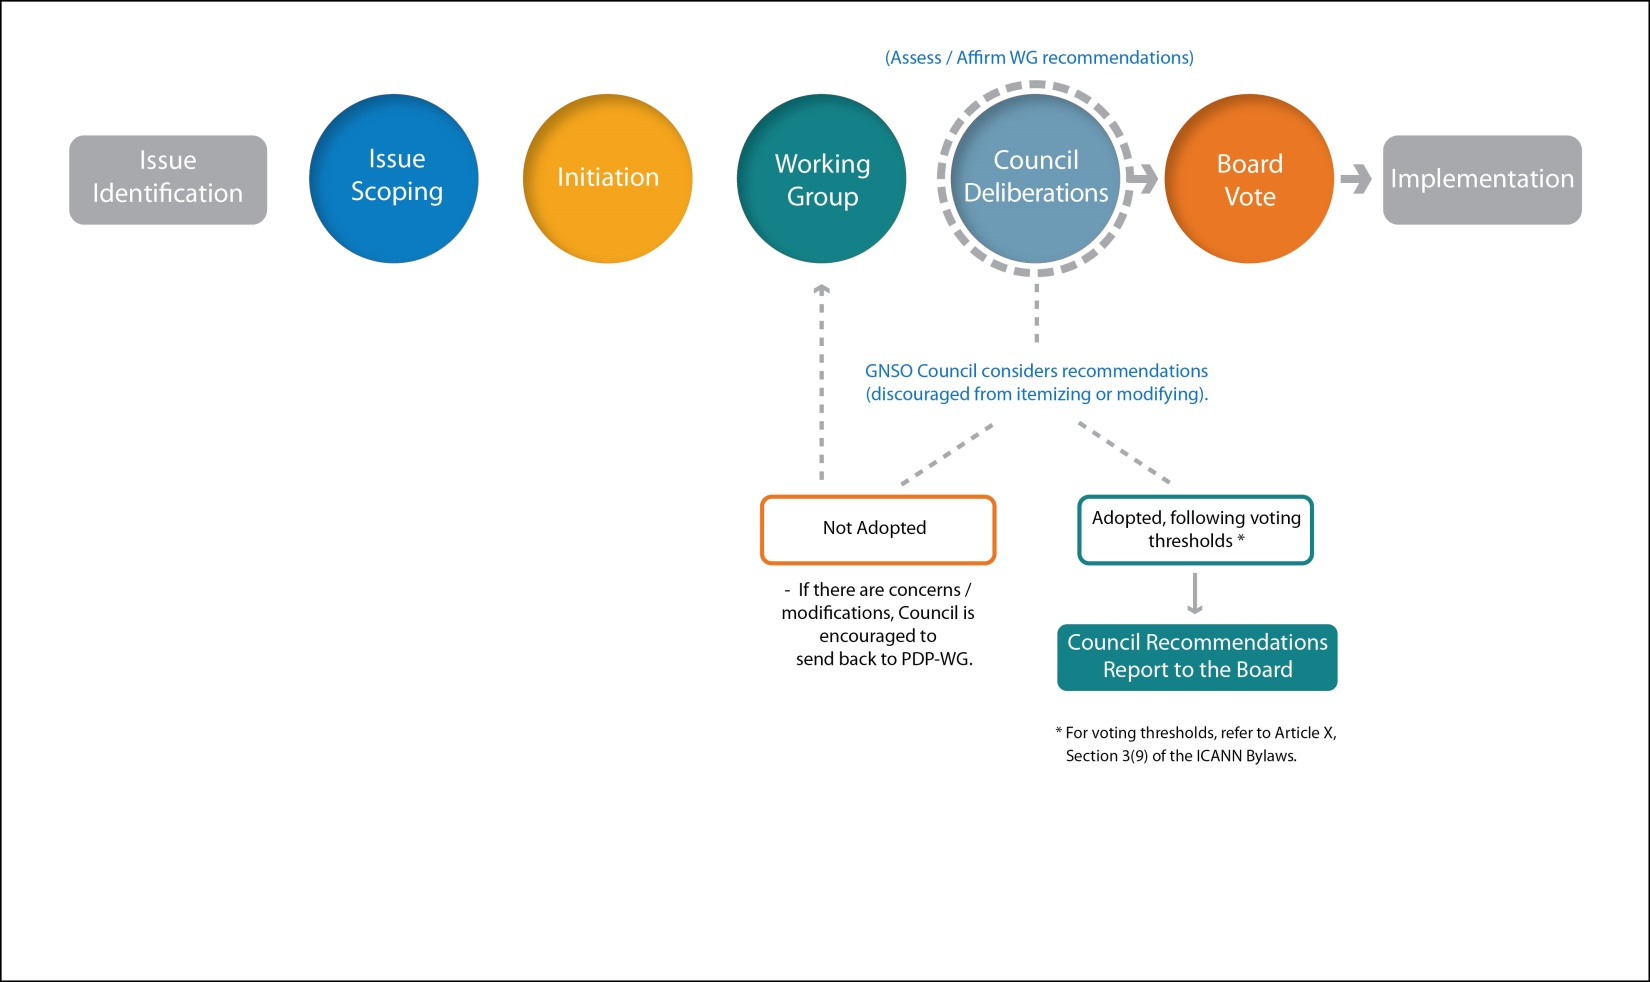 (Assess / Affirm WG recommendations)
Issue
Identification
Issue
Scoping
Initiation
Working
Group
Council
Deliberations
Board
Vote
Implementation
GNSO Council considers recommendations
(discouraged from itemizing or modifying).
Not Adopted
- If there are concerns /
modifications, Council is
encouraged to
send back to PDP-WG.
Adopted, following voting
thresholds *
Council Recommendations
Report to the Board
* For voting thresholds, refer to Article X,
Section 3(9) of the ICANN Bylaws.